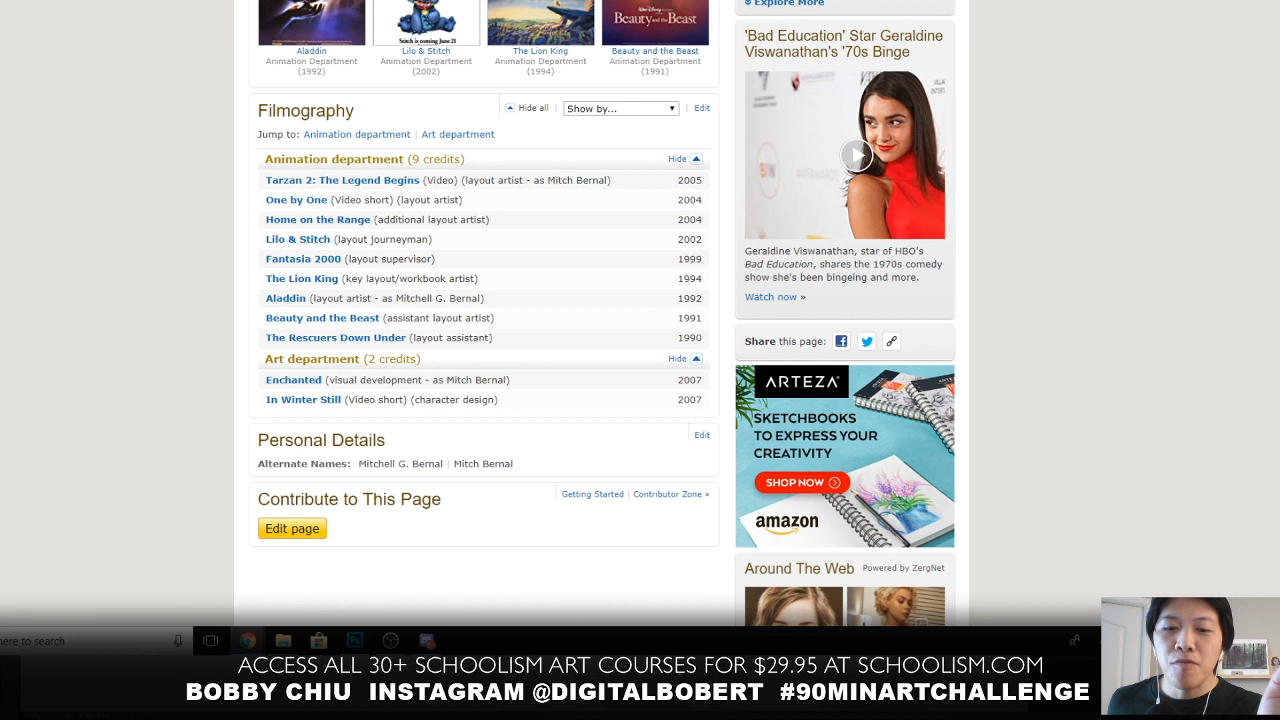 Explore More
Stitch is coming June 21
Beauty and the Beast
Aladdin
Animation Department
(1992)
Lilo & Stitch
Animation Department
(2002)
The Lion King
Animation Department
(1994)
Beauty and the Beast
Animation Department
(1991)
Filmography
Hide all | Show by... | Edit
Jump to: Animation department | Art department
Animation department (9 credits) Hide
Tarzan 2: The Legend Begins (Video) (layout artist - as Mitch Bernal) 2005
One by One (Video short) (layout artist) 2004
Home on the Range (additional layout artist) 2004
Lilo & Stitch (layout journeyman) 2002
Fantasia 2000 (layout supervisor) 1999
The Lion King (key layout/workbook artist) 1994
Aladdin (layout artist - as Mitchell G. Bernal) 1992
Beauty and the Beast (assistant layout artist) 1991
The Rescuers Down Under (layout assistant) 1990
Art department (2 credits) Hide
Enchanted (visual development - as Mitch Bernal) 2007
In Winter Still (Video short) (character design) 2007
Personal Details Edit
Alternate Names: Mitchell G. Bernal | Mitch Bernal
Contribute to This Page
Getting Started | Contributor Zone »
Edit page
'Bad Education' Star Geraldine
Viswanathan's '70s Binge
Geraldine Viswanathan, star of HBO's
Bad Education, shares the 1970s comedy
show she's been bingeing and more.
Watch now »
Share this page:
ARTEZA
SKETCHBOOKS
TO EXPRESS YOUR
CREATIVITY
SHOP NOW
amazon
Around The Web Powered by ZergNet
here to search
ACCESS ALL 30+ SCHOOLISM ART COURSES FOR $29.95 AT SCHOOLISM.COM
BOBBY CHIU INSTAGRAM @DIGITALBOBERT #90MINARTCHALLENGE